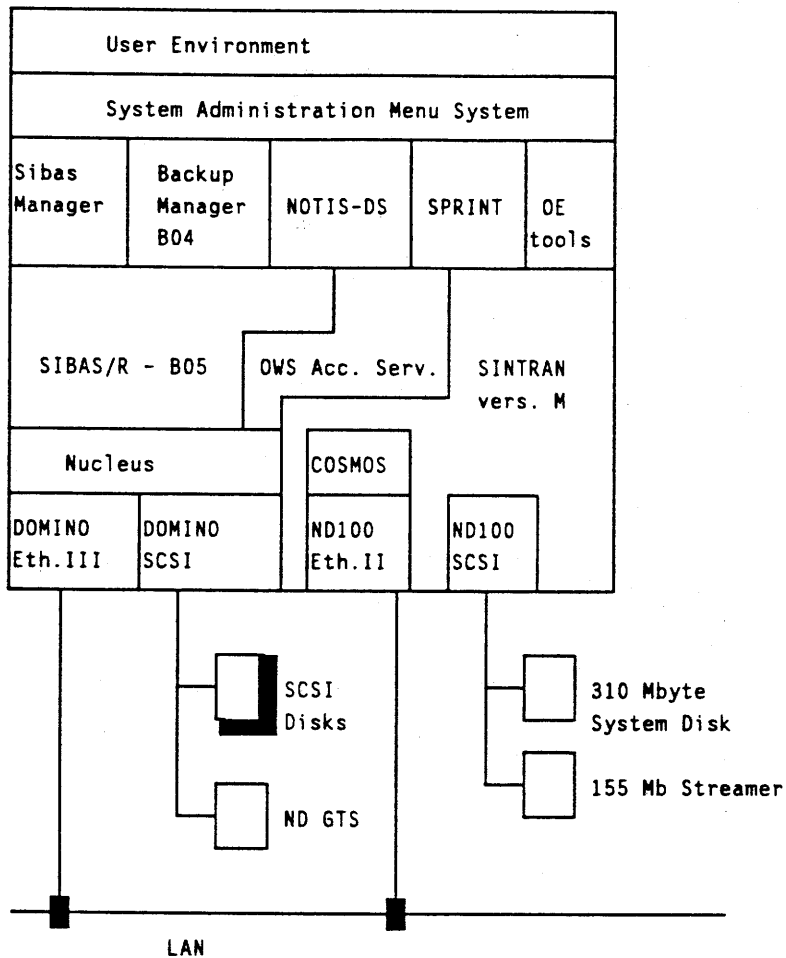 User Environment
System Administration Menu System
Sibas
Manager
Backup
Manager
B04
NOTIS-DS
SPRINT
OE
tools
SIBAS/R - B05
OWS Acc. Serv.
SINTRAN
vers. M
Nucleus
COSMOS
DOMINO
Eth.III
DOMINO
SCSI
ND100
Eth.II
ND100
SCSI
SCSI
Disks
310 Mbyte
System Disk
155 Mb Streamer
ND GTS
LAN